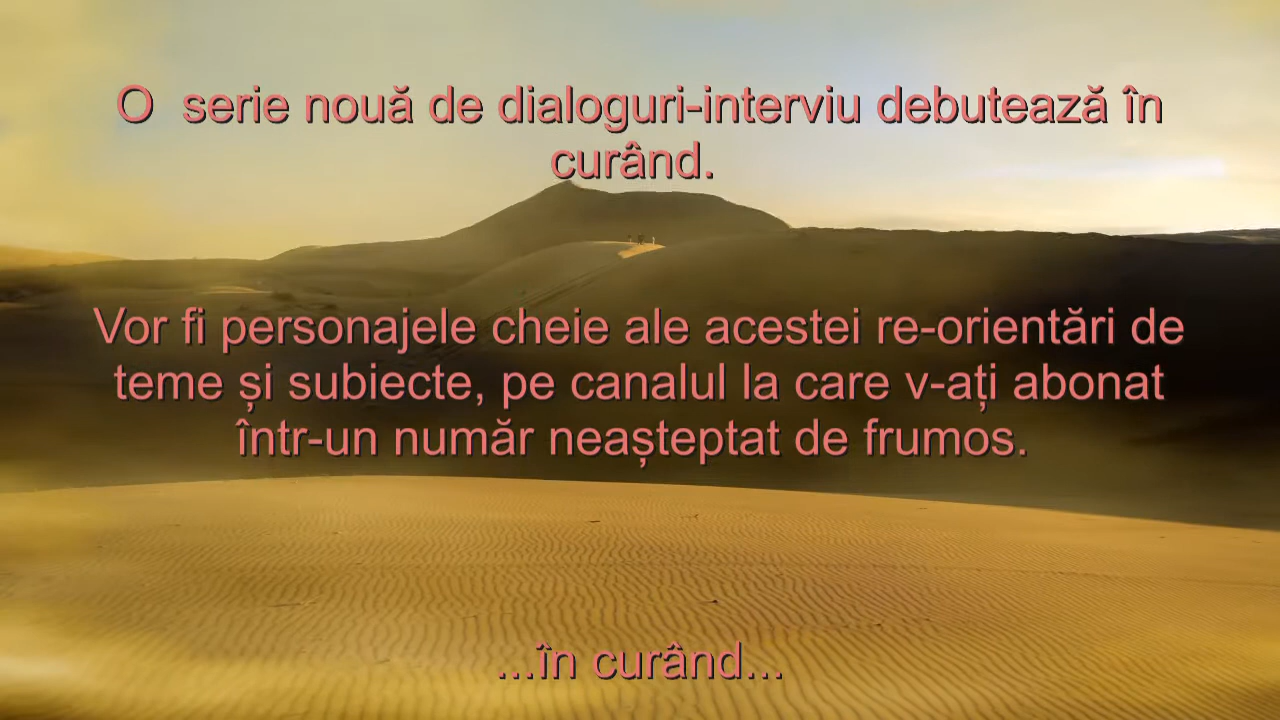 O  serie nouă de dialoguri-interviu debutează în
curând.
Vor fi personajele cheie ale acestei re-orientări de
teme și subiecte, pe canalul la care v-ați abonat
într-un număr neașteptat de frumos.
...în curând...